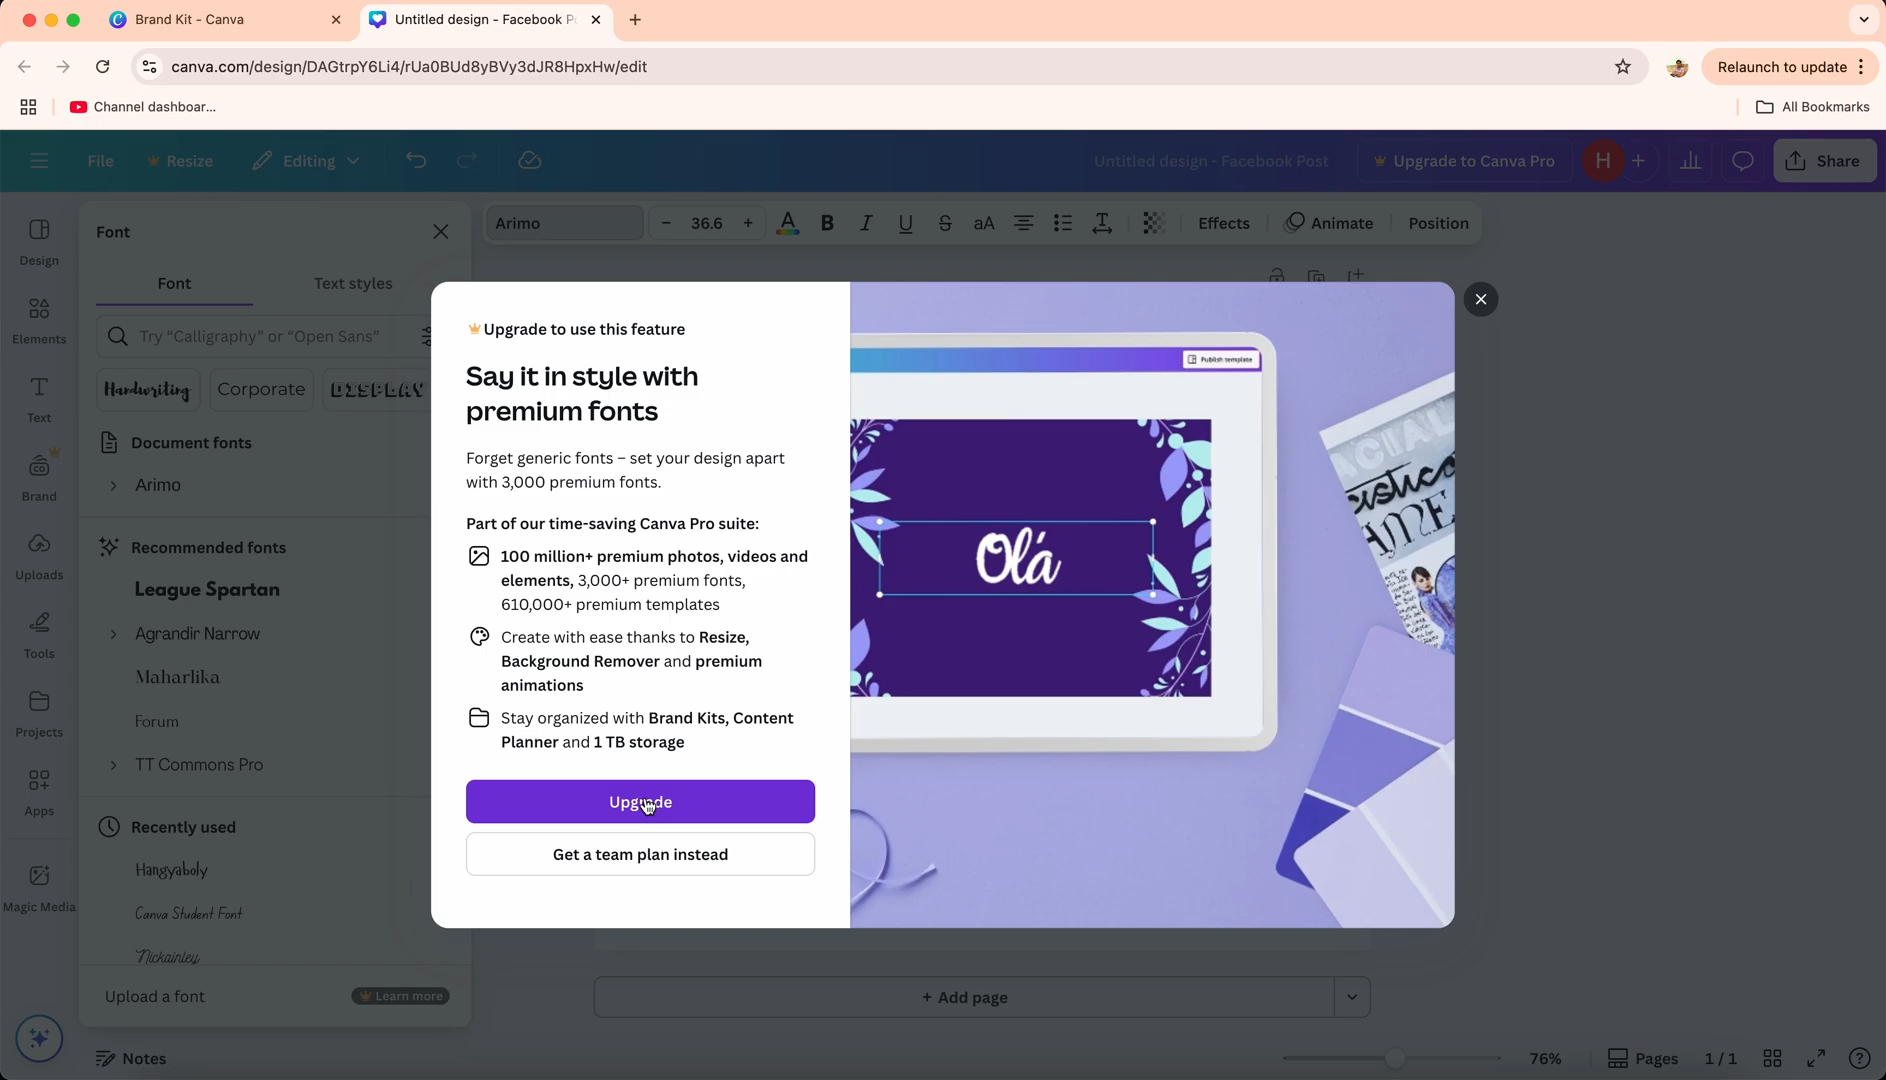 Brand Kit - Canva
Untitled design - Facebook P
canva.com/design/DAGtrpY6Li4/rUa0BUd8yBVy3dJR8HpxHw/edit
Relaunch to update
Channel dashboar...
All Bookmarks
File
Resize
Editing
Untitled design - Facebook Post
Upgrade to Canva Pro
H
Share
Design
Elements
Text
Brand
Uploads
Tools
Projects
Apps
Magic Media
Font
Font
Text styles
Try “Calligraphy” or “Open Sans”
Handwriting
Corporate
DISPLAY
Document fonts
Arimo
Recommended fonts
League Spartan
Agrandir Narrow
Maharlika
Forum
TT Commons Pro
Recently used
Hangyaboly
Canva Student Font
Nickainley
Upload a font
Learn more
Arimo
36.6
B
I
U
S
aA
Effects
Animate
Position
Upgrade to use this feature
Say it in style with
premium fonts
Forget generic fonts – set your design apart
with 3,000 premium fonts.
Part of our time-saving Canva Pro suite:
100 million+ premium photos, videos and
elements, 3,000+ premium fonts,
610,000+ premium templates
Create with ease thanks to Resize,
Background Remover and premium
animations
Stay organized with Brand Kits, Content
Planner and 1 TB storage
Upgrade
Get a team plan instead
Publish template
Olá
+ Add page
Notes
76%
Pages
1 / 1